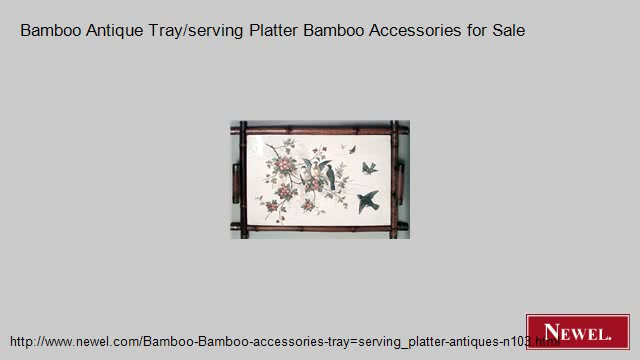 Bamboo Antique Tray/serving Platter Bamboo Accessories for Sale
NEWEL.
http://www.newel.com/Bamboo-Bamboo-accessories-tray=serving_platter-antiques-n103.html